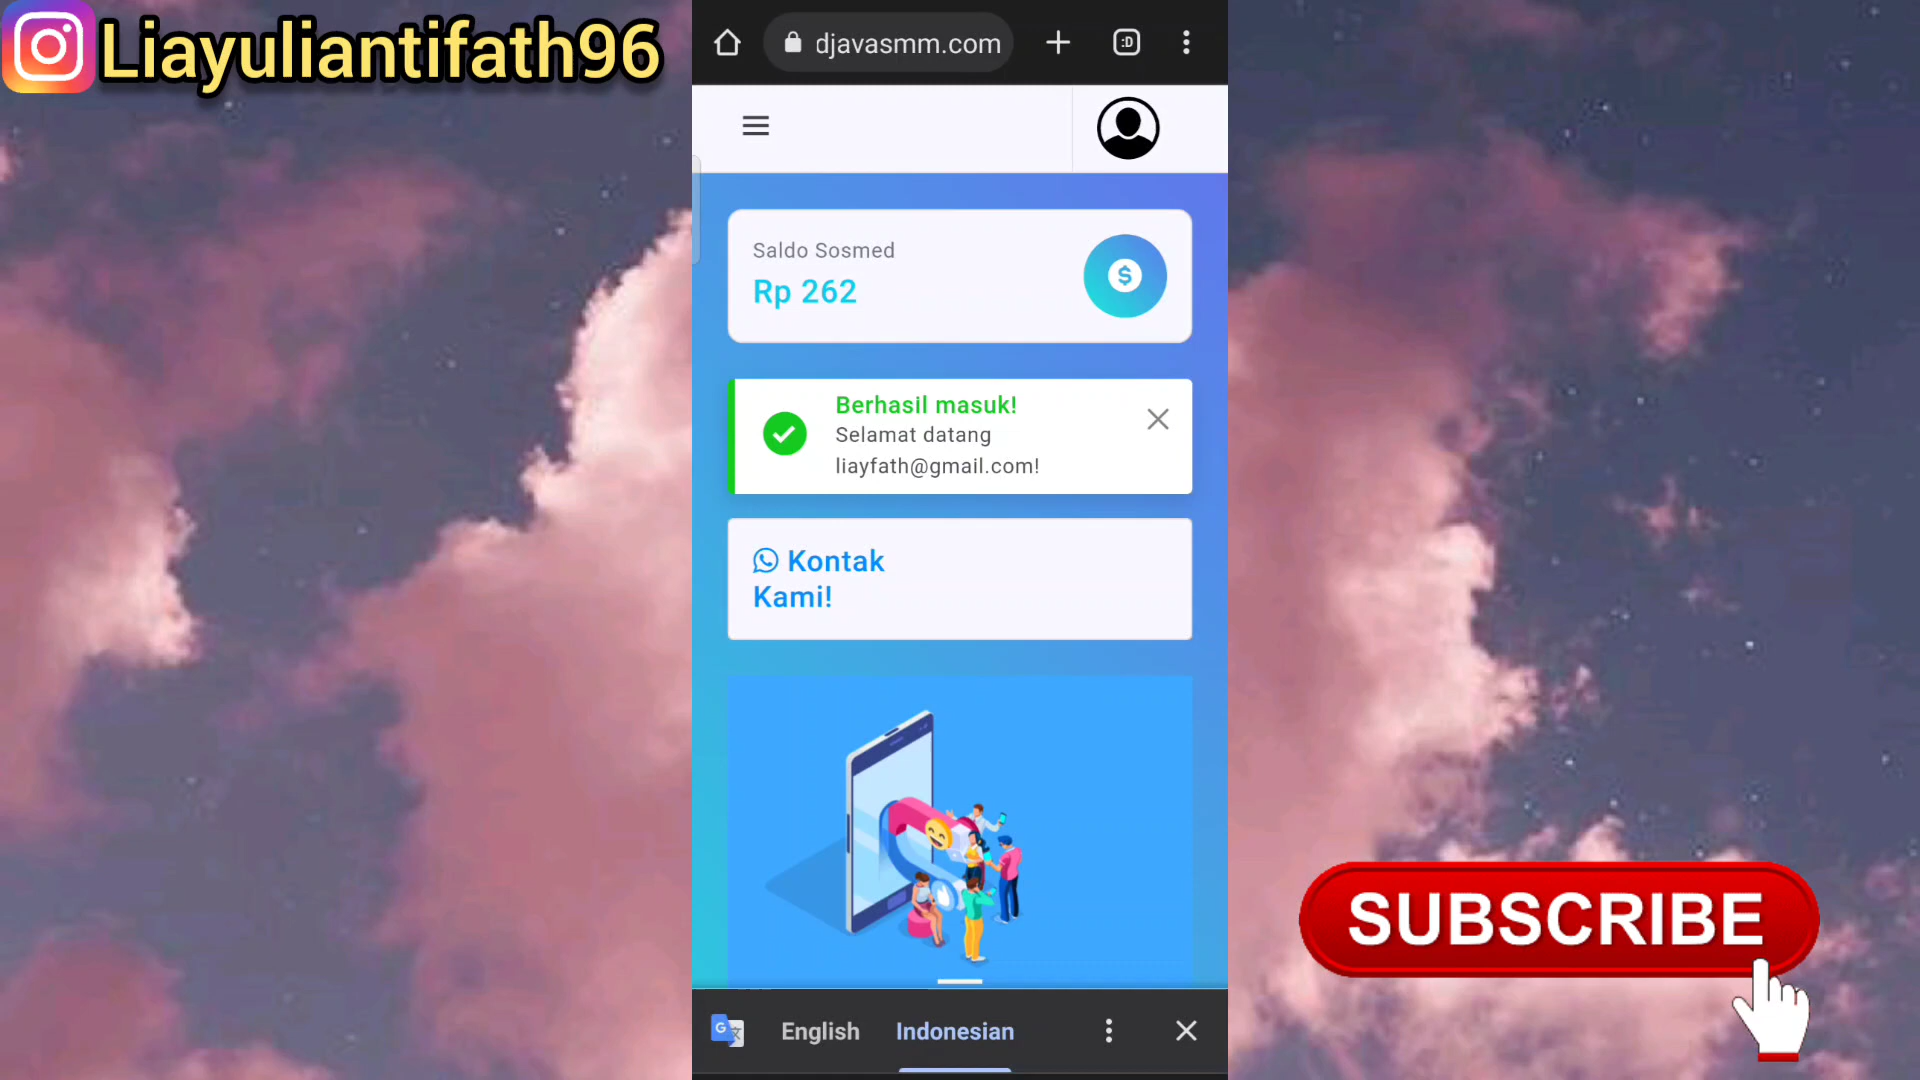 Liayuliantifath96
djavasmm.com
:D
Saldo Sosmed
Rp 262
$
Berhasil masuk!
Selamat datang
liayfath@gmail.com!
Kontak
Kami!
G
文
English
Indonesian
SUBSCRIBE